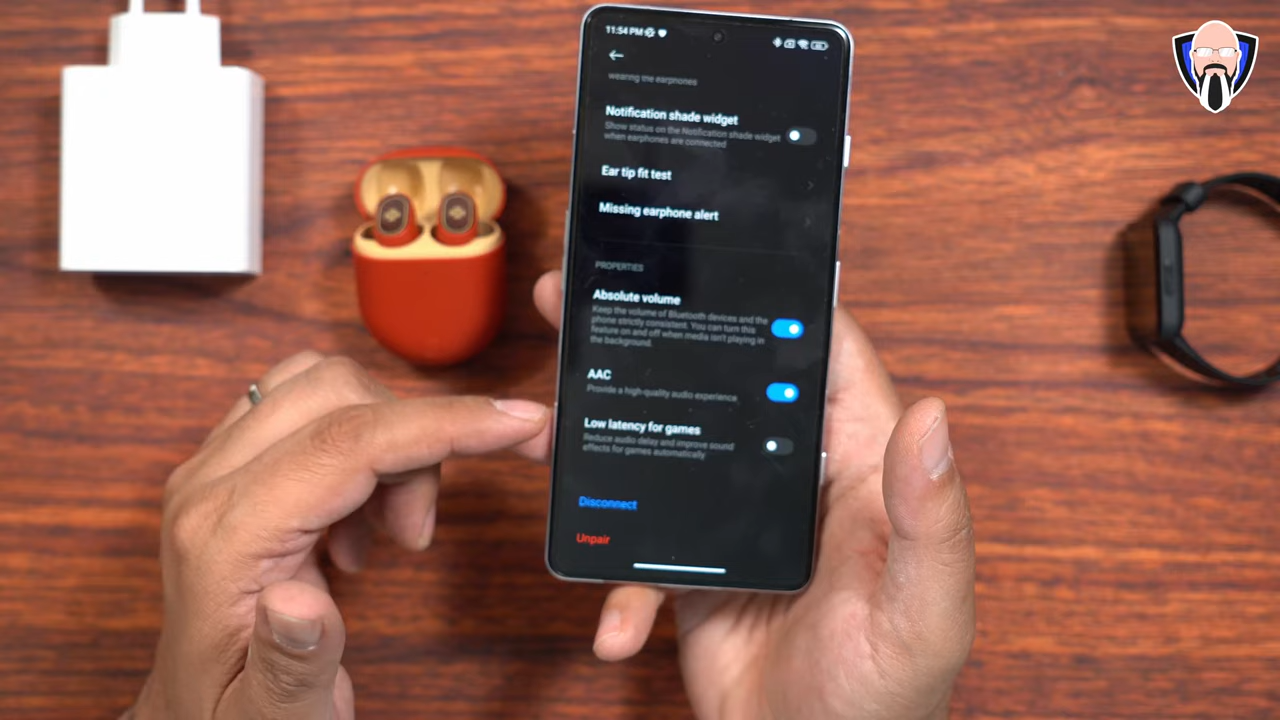 11:54 PM
wearing the earphones
Notification shade widget
Show status on the Notification shade widget
when earphones are connected
Ear tip fit test
Missing earphone alert
PROPERTIES
Absolute volume
Keep the volume of Bluetooth devices and the
phone strictly consistent. You can turn this
feature on and off when media isn't playing in
the background.
AAC
Provide a high-quality audio experience
Low latency for games
Reduce audio delay and improve sound
effects for games automatically
Disconnect
Unpair